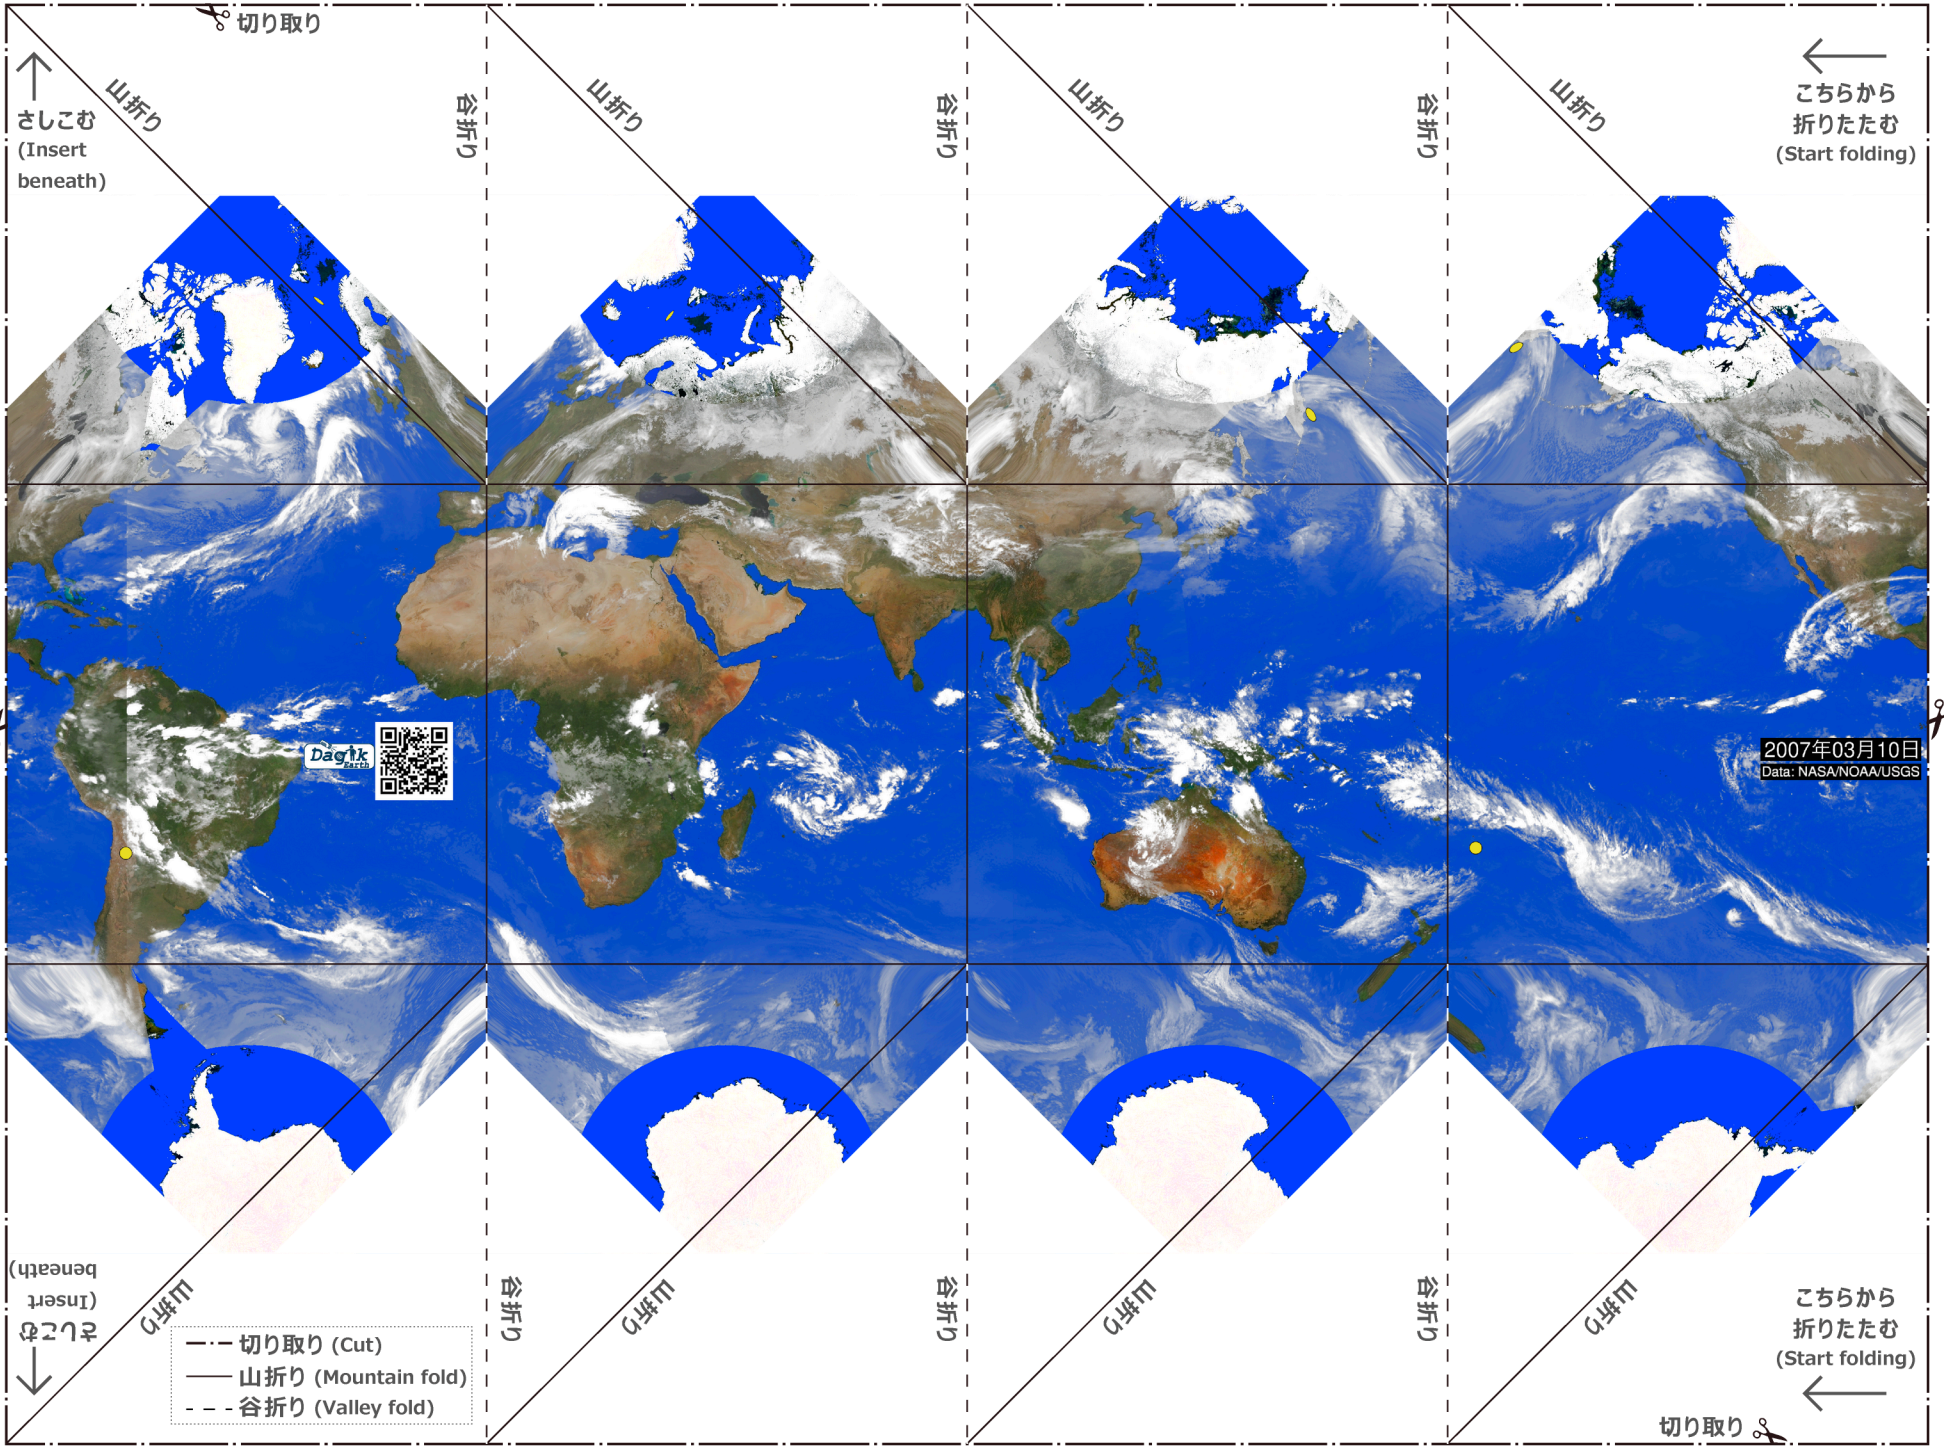 切り取り
山折り
谷折り
山折り
谷折り
山折り
谷折り
山折り
さしこむ
(Insert
beneath)
こちらから
折りたたむ
(Start folding)
Dagik
Earth
2007年03月10日
Data: NASA/NOAA/USGS
さしこむ
(Insert
beneath)
山折り
谷折り
山折り
谷折り
山折り
谷折り
山折り
切り取り (Cut)
山折り (Mountain fold)
谷折り (Valley fold)
こちらから
折りたたむ
(Start folding)
切り取り